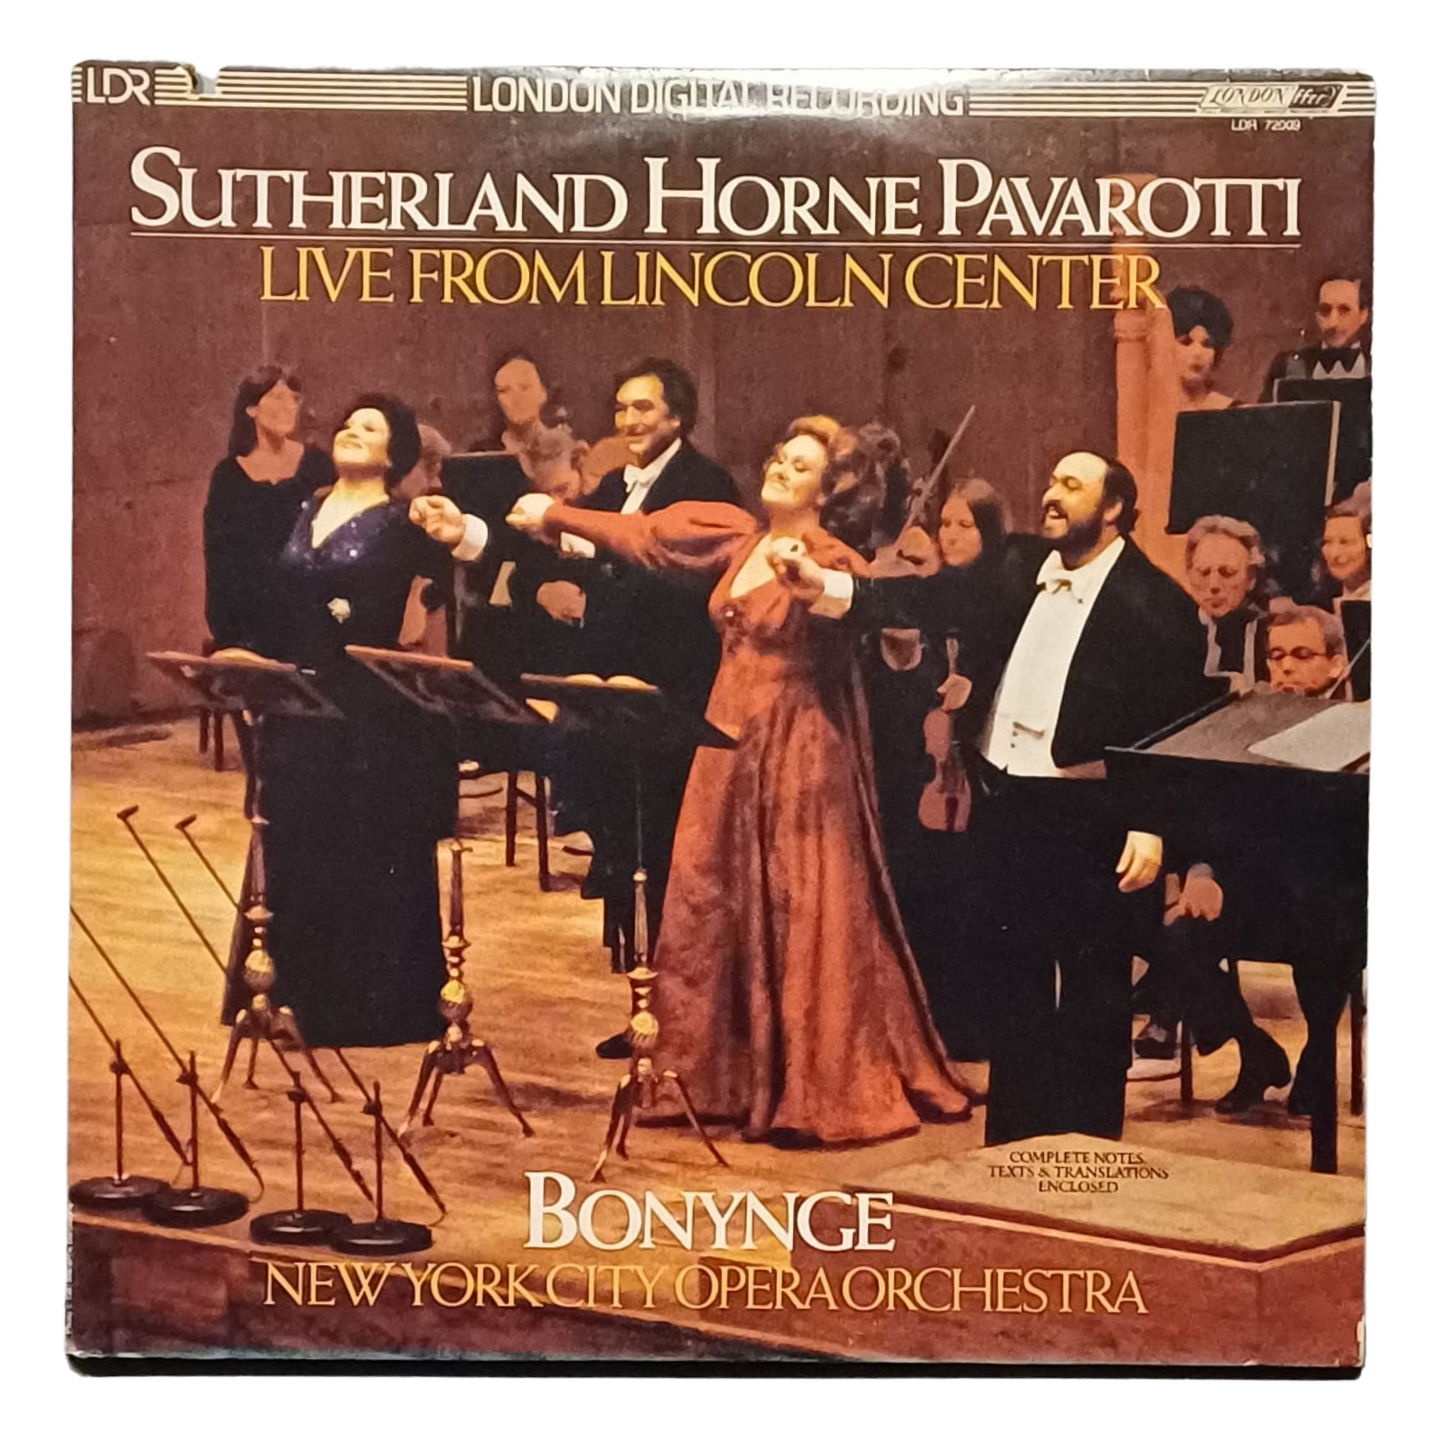 LDR
LONDON DIGITAL RECORDING
LONDON ffrr
LDR 72009
SUTHERLAND HORNE PAVAROTTI
LIVE FROM LINCOLN CENTER
COMPLETE NOTES,
TEXTS & TRANSLATIONS
ENCLOSED
BONYNGE
NEW YORK CITY OPERA ORCHESTRA